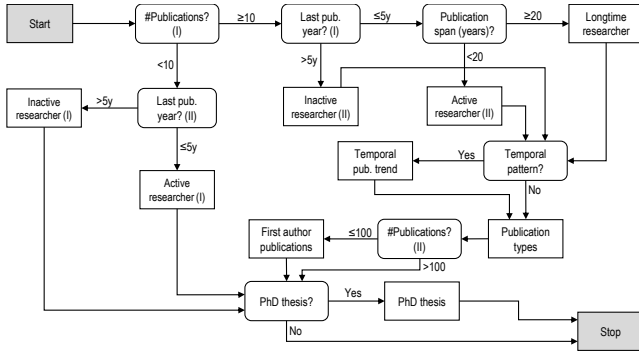 Start
#Publications?
(I)
≥10
Last pub.
year? (I)
≤5y
Publication
span (years)?
≥20
Longtime
researcher
<10
>5y
<20
Inactive
researcher (I)
>5y
Last pub.
year? (II)
Inactive
researcher (II)
Active
researcher (II)
≤5y
Temporal
pub. trend
Yes
Temporal
pattern?
Active
researcher (I)
No
First author
publications
≤100
#Publications?
(II)
Publication
types
>100
PhD thesis?
Yes
PhD thesis
No
Stop